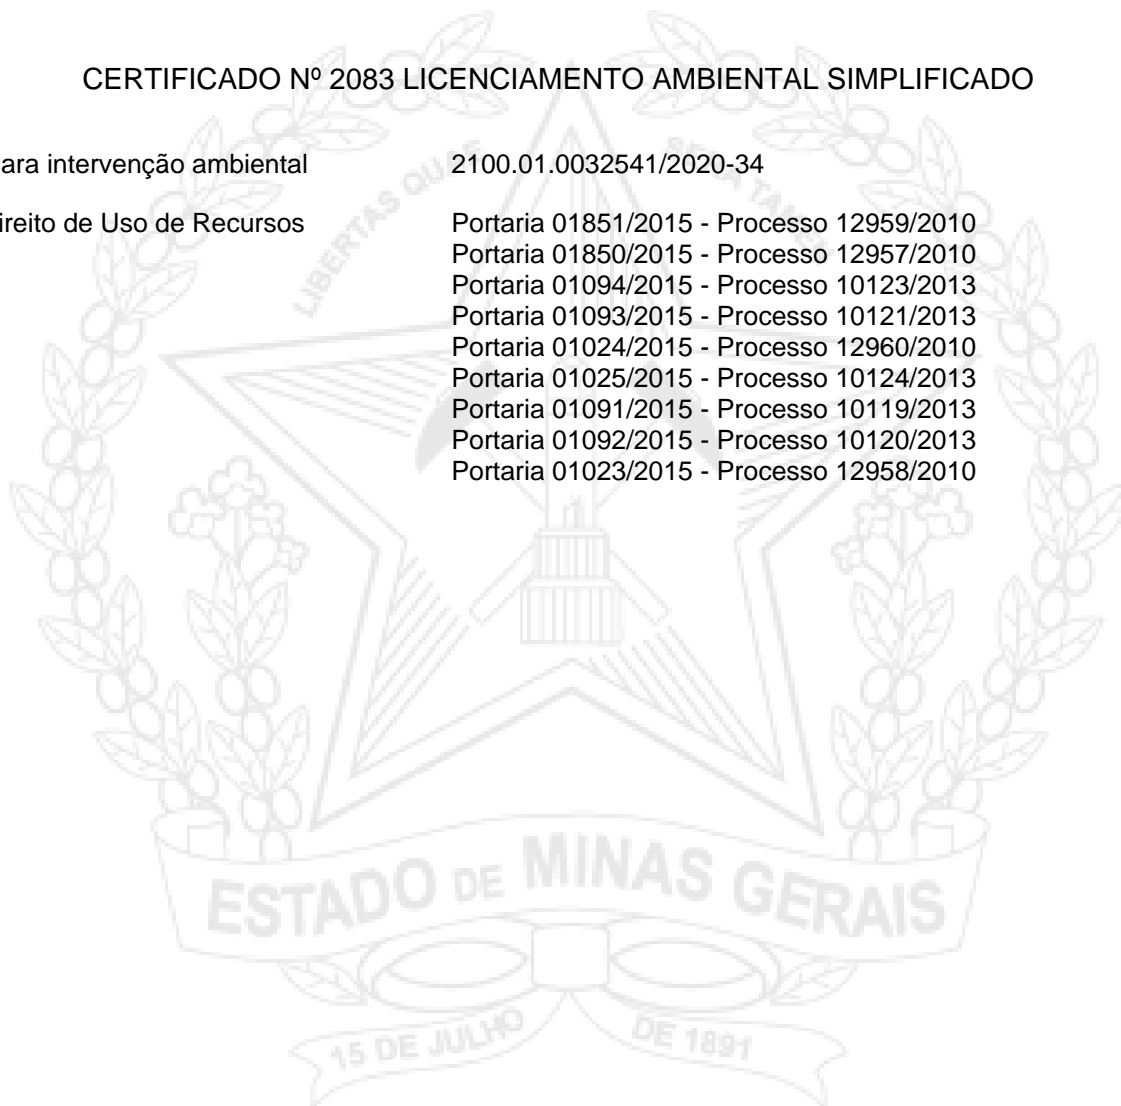 CERTIFICADO Nº 2083 LICENCIAMENTO AMBIENTAL SIMPLIFICADO
ara intervenção ambiental 2100.01.0032541/2020-34
ireito de Uso de Recursos Portaria 01851/2015 - Processo 12959/2010
Portaria 01850/2015 - Processo 12957/2010
Portaria 01094/2015 - Processo 10123/2013
Portaria 01093/2015 - Processo 10121/2013
Portaria 01024/2015 - Processo 12960/2010
Portaria 01025/2015 - Processo 10124/2013
Portaria 01091/2015 - Processo 10119/2013
Portaria 01092/2015 - Processo 10120/2013
Portaria 01023/2015 - Processo 12958/2010
LIBERTAS QUAE SERA TAMEN
ESTADO DE MINAS GERAIS
15 DE JULHO DE 1891